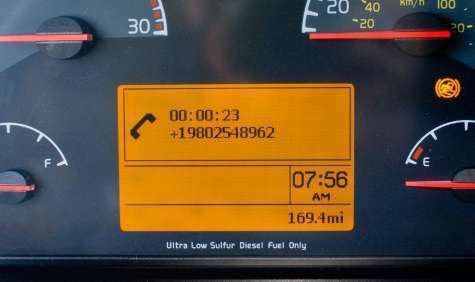 30
20 40 km/h 100
20 120
00:00:23
+19802548962
F
E
07:56
AM
169.4mi
Ultra Low Sulfur Diesel Fuel Only